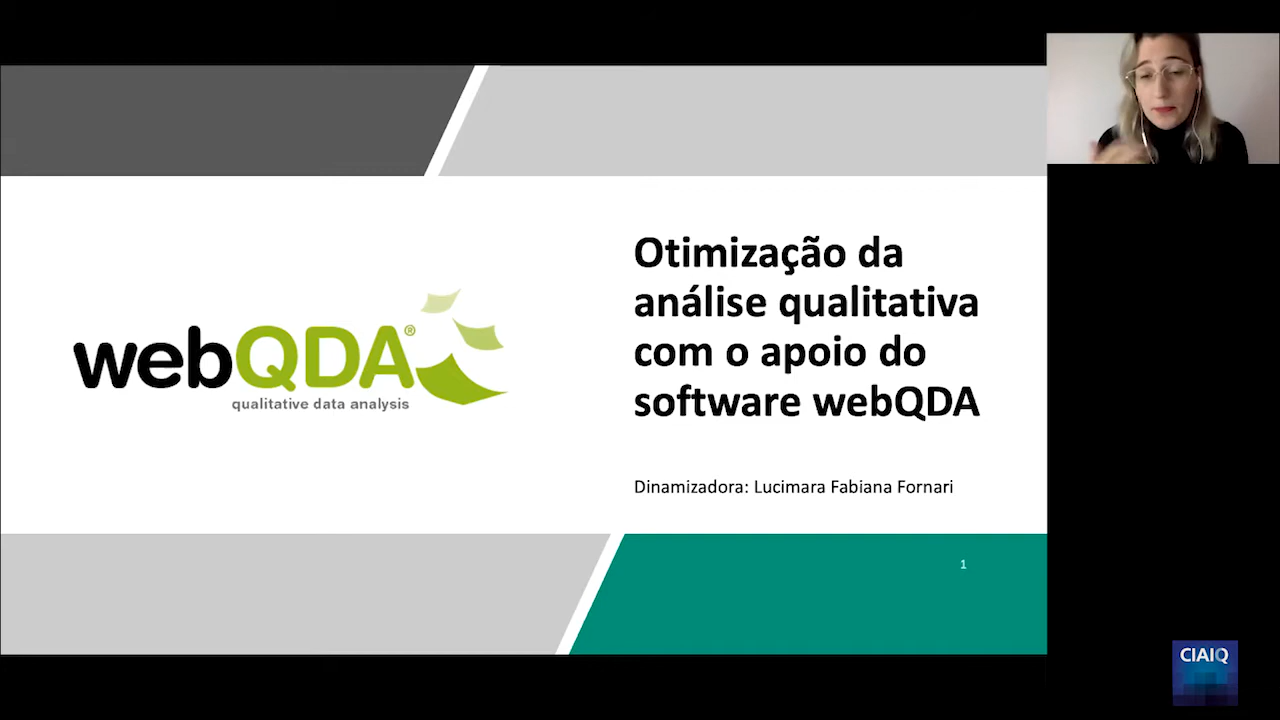 webQDA®
qualitative data analysis
Otimização da
análise qualitativa
com o apoio do
software webQDA
Dinamizadora: Lucimara Fabiana Fornari
1
CIAIQ